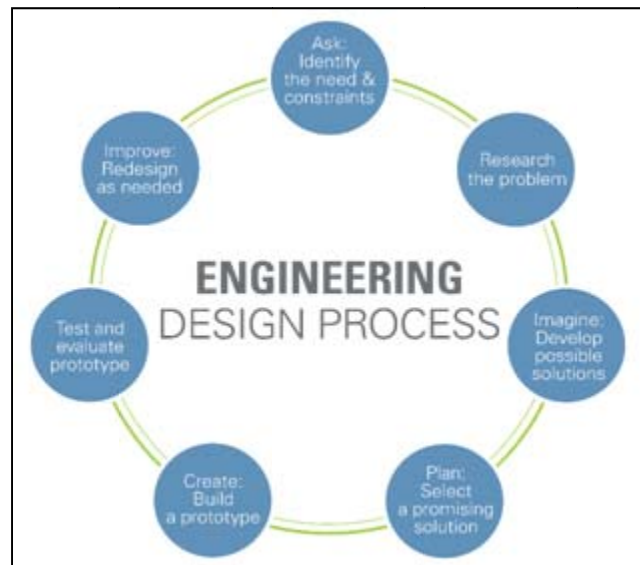 Ask:
Identify
the need &
constraints
Research
the problem
Imagine:
Develop
possible
solutions
Plan:
Select
a promising
solution
Create:
Build
a prototype
Test and
evaluate
prototype
Improve:
Redesign
as needed
ENGINEERING
DESIGN PROCESS